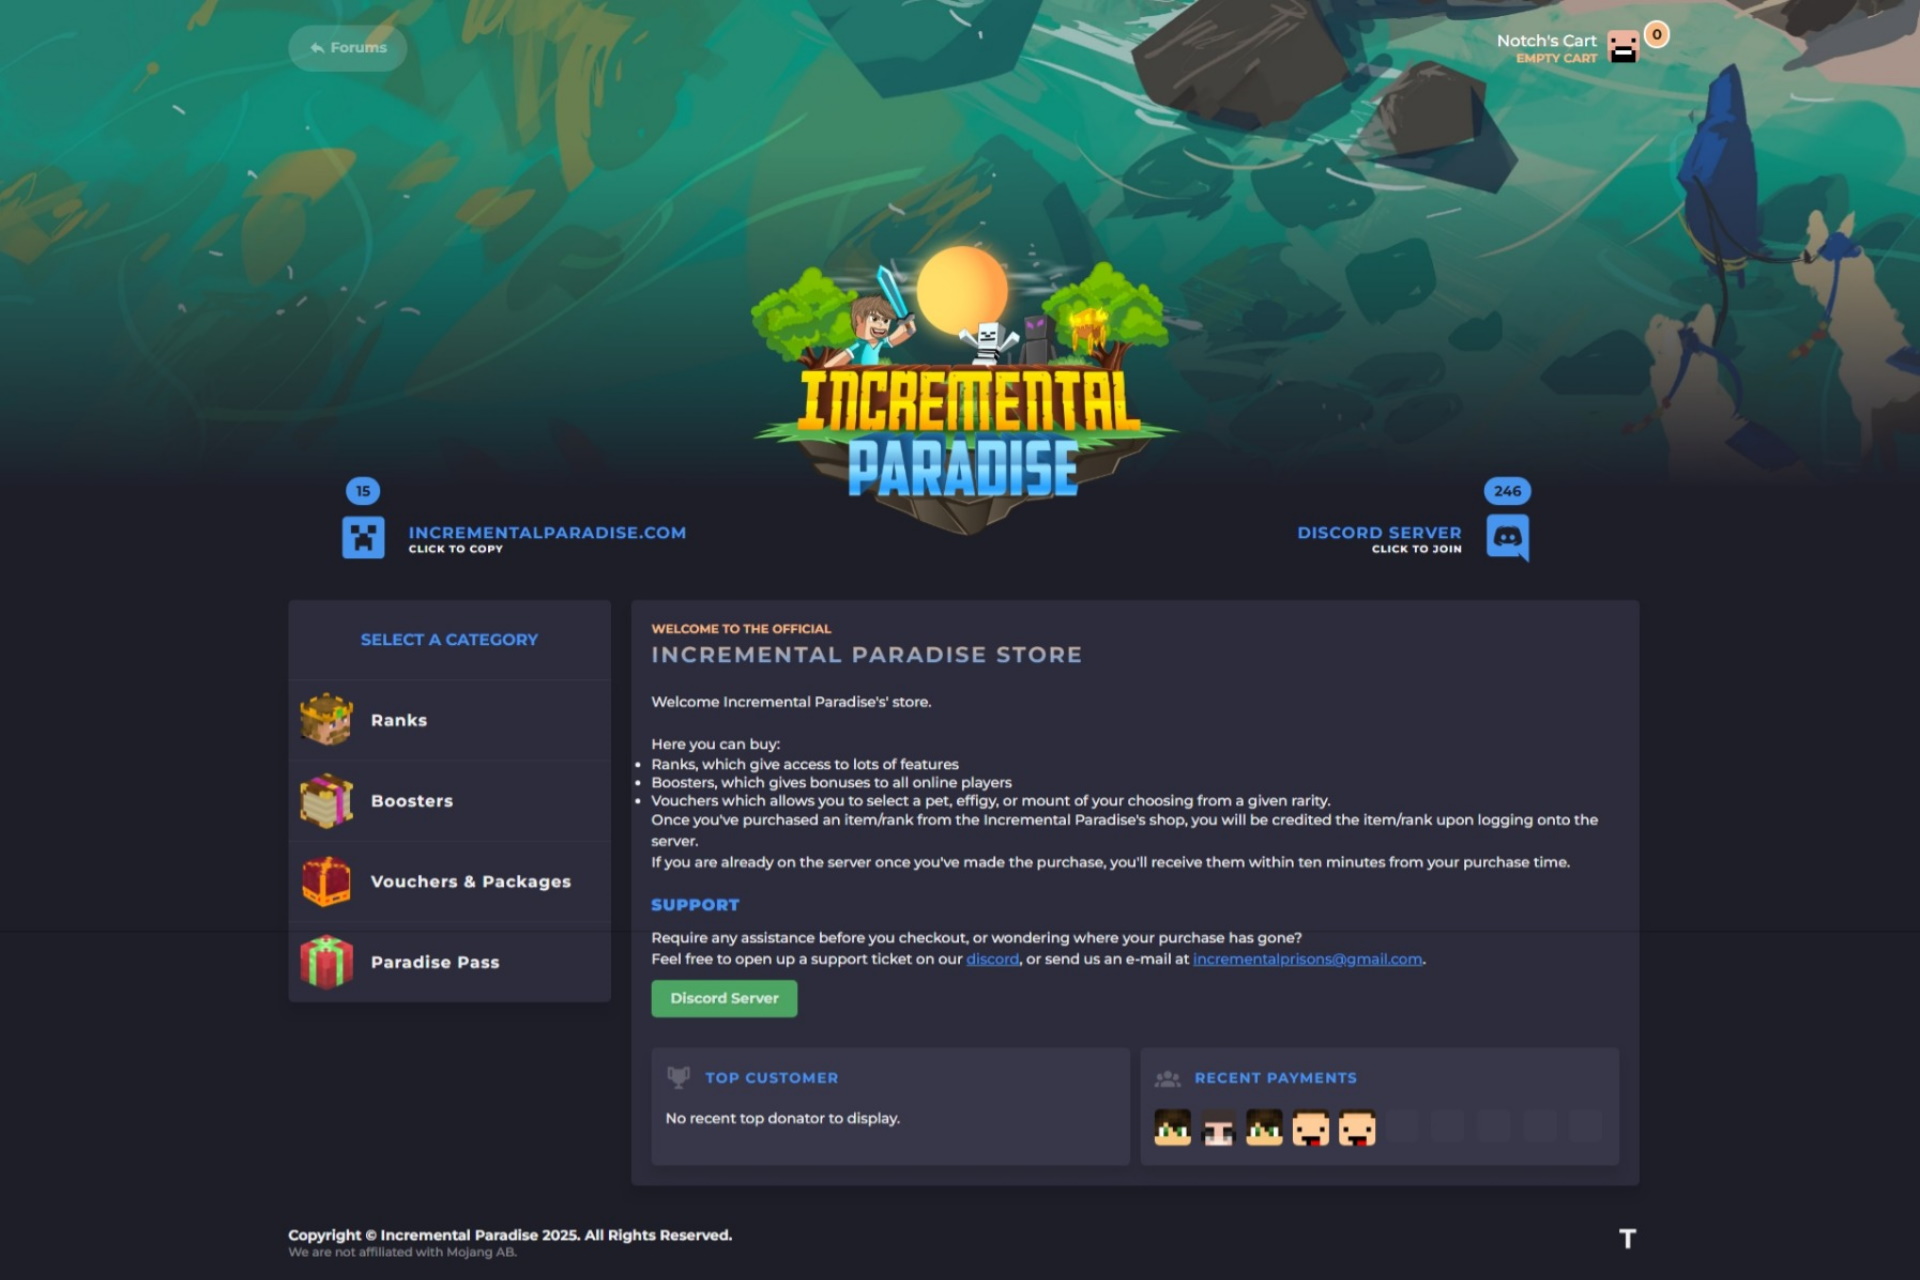 Forums
Notch's Cart
EMPTY CART
0
INCREMENTAL
PARADISE
15
INCREMENTALPARADISE.COM
CLICK TO COPY
246
DISCORD SERVER
CLICK TO JOIN
SELECT A CATEGORY
Ranks
Boosters
Vouchers & Packages
Paradise Pass
WELCOME TO THE OFFICIAL
INCREMENTAL PARADISE STORE
Welcome Incremental Paradise's' store.
Here you can buy:
• Ranks, which give access to lots of features
• Boosters, which gives bonuses to all online players
• Vouchers which allows you to select a pet, effigy, or mount of your choosing from a given rarity.
Once you've purchased an item/rank from the Incremental Paradise's shop, you will be credited the item/rank upon logging onto the
server.
If you are already on the server once you've made the purchase, you'll receive them within ten minutes from your purchase time.
SUPPORT
Require any assistance before you checkout, or wondering where your purchase has gone?
Feel free to open up a support ticket on our discord, or send us an e-mail at incrementalprisons@gmail.com.
Discord Server
TOP CUSTOMER
No recent top donator to display.
RECENT PAYMENTS
Copyright © Incremental Paradise 2025. All Rights Reserved.
We are not affiliated with Mojang AB.
T